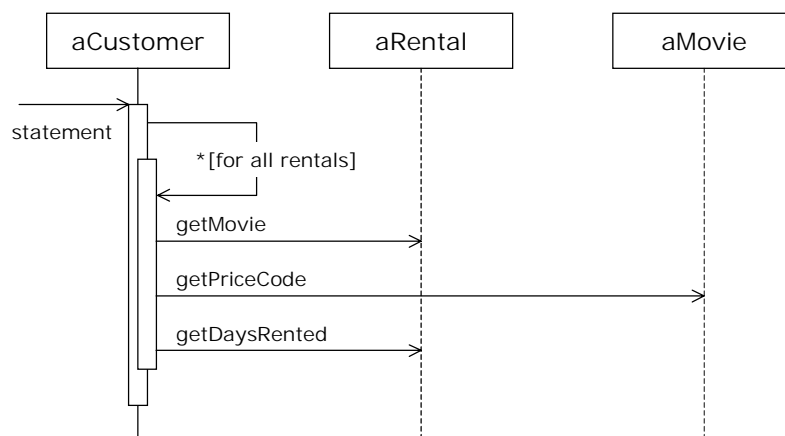 aCustomer
aRental
aMovie
statement
*[for all rentals]
getMovie
getPriceCode
getDaysRented